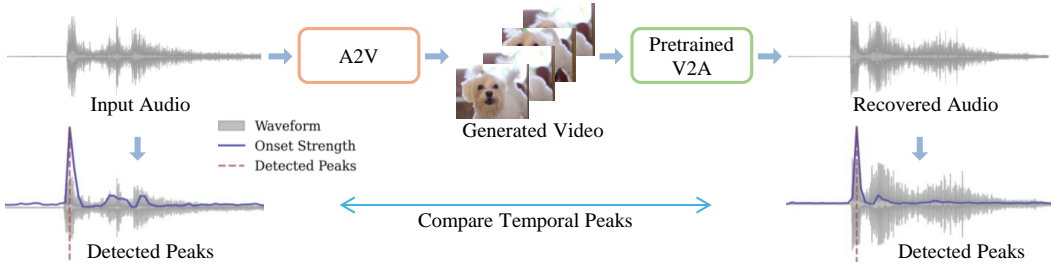 A2V
Pretrained
V2A
Input Audio
Generated Video
Recovered Audio
Waveform
Onset Strength
Detected Peaks
Compare Temporal Peaks
Detected Peaks
Detected Peaks